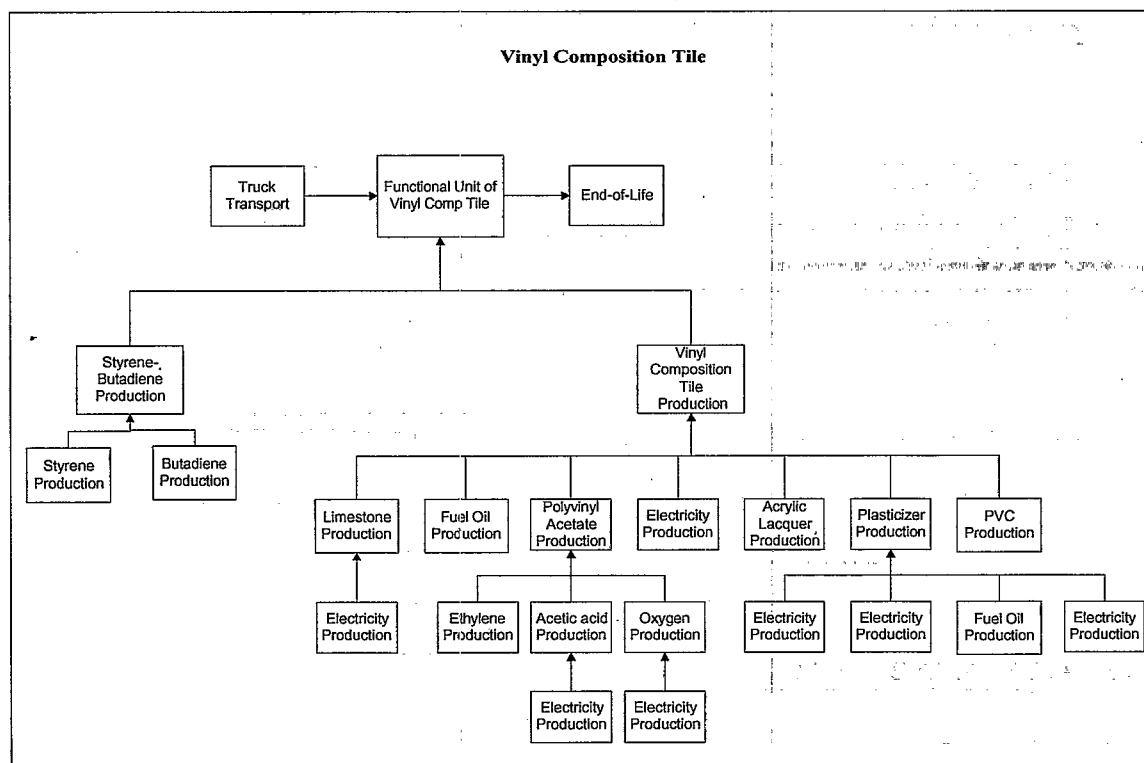 Vinyl Composition Tile
Truck
Transport
Functional Unit of
Vinyl Comp Tile
End-of-Life
Styrene-
Butadiene
Production
Vinyl
Composition
Tile
Production
Styrene
Production
Butadiene
Production
Limestone
Production
Fuel Oil
Production
Polyvinyl
Acetate
Production
Electricity
Production
Acrylic
Lacquer
Production
Plasticizer
Production
PVC
Production
Electricity
Production
Ethylene
Production
Acetic acid
Production
Oxygen
Production
Electricity
Production
Electricity
Production
Fuel Oil
Production
Electricity
Production
Electricity
Production
Electricity
Production